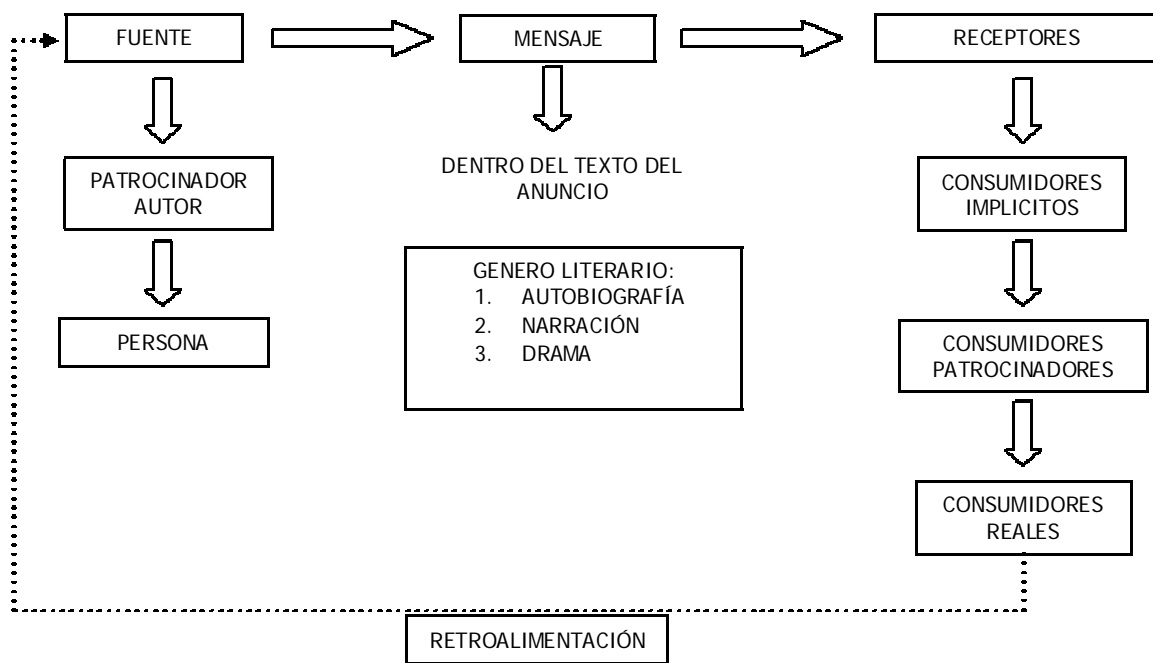 FUENTE
MENSAJE
RECEPTORES
PATROCINADOR
AUTOR
PERSONA
DENTRO DEL TEXTO DEL
ANUNCIO
GENERO LITERARIO:
1. AUTOBIOGRAFÍA
2. NARRACIÓN
3. DRAMA
CONSUMIDORES
IMPLICITOS
CONSUMIDORES
PATROCINADORES
CONSUMIDORES
REALES
RETROALIMENTACIÓN